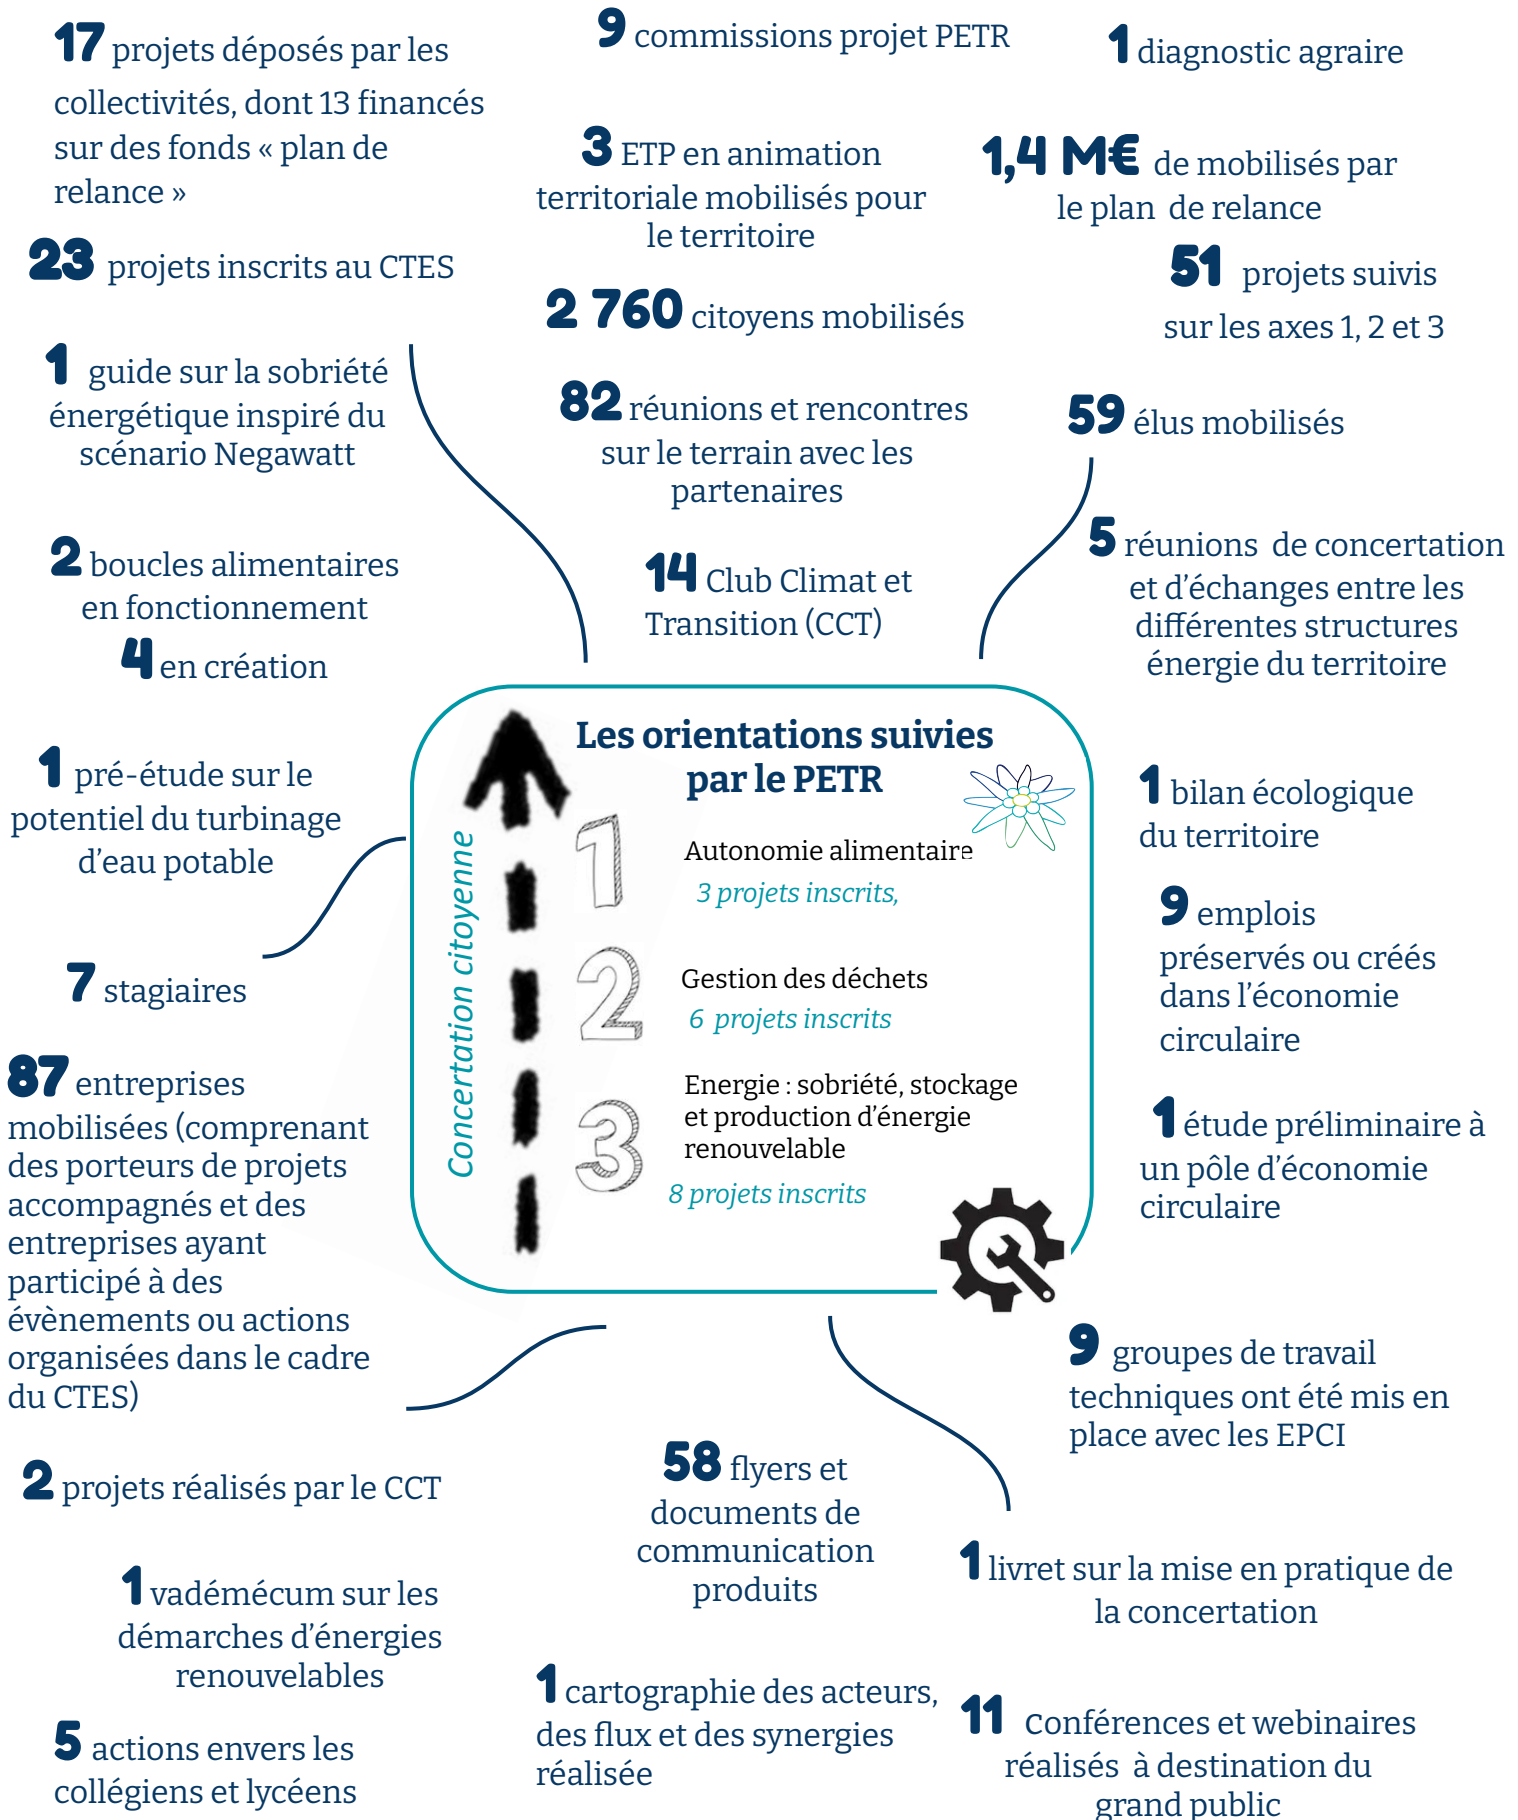 17 projets déposés par les
collectivités, dont 13 financés
sur des fonds « plan de
relance »
23 projets inscrits au CTES
1 guide sur la sobriété
énergétique inspiré du
scénario Negawatt
2 boucles alimentaires
en fonctionnement
4 en création
1 pré-étude sur le
potentiel du turbinage
d'eau potable
7 stagiaires
87 entreprises
mobilisées (comprenant
des porteurs de projets
accompagnés et des
entreprises ayant
participé à des
évènements ou actions
organisées dans le cadre
du CTES)
2 projets réalisés par le CCT
1 vadémécum sur les
démarches d'énergies
renouvelables
5 actions envers les
collégiens et lycéens
9 commissions projet PETR
3 ETP en animation
territoriale mobilisés pour
le territoire
2 760 citoyens mobilisés
82 réunions et rencontres
sur le terrain avec les
partenaires
14 Club Climat et
Transition (CCT)
Les orientations suivies
par le PETR
Concertation citoyenne
1
Autonomie alimentaire
3 projets inscrits,
2
Gestion des déchets
6 projets inscrits
3
Energie : sobriété, stockage
et production d'énergie
renouvelable
8 projets inscrits
58 flyers et
documents de
communication
produits
1 cartographie des acteurs,
des flux et des synergies
réalisée
1 diagnostic agraire
1,4 M€ de mobilisés par
le plan de relance
51 projets suivis
sur les axes 1, 2 et 3
59 élus mobilisés
5 réunions de concertation
et d'échanges entre les
différentes structures
énergie du territoire
1 bilan écologique
du territoire
9 emplois
préservés ou créés
dans l'économie
circulaire
1 étude préliminaire à
un pôle d'économie
circulaire
9 groupes de travail
techniques ont été mis en
place avec les EPCI
1 livret sur la mise en pratique de
la concertation
11 Conférences et webinaires
réalisés à destination du
grand public